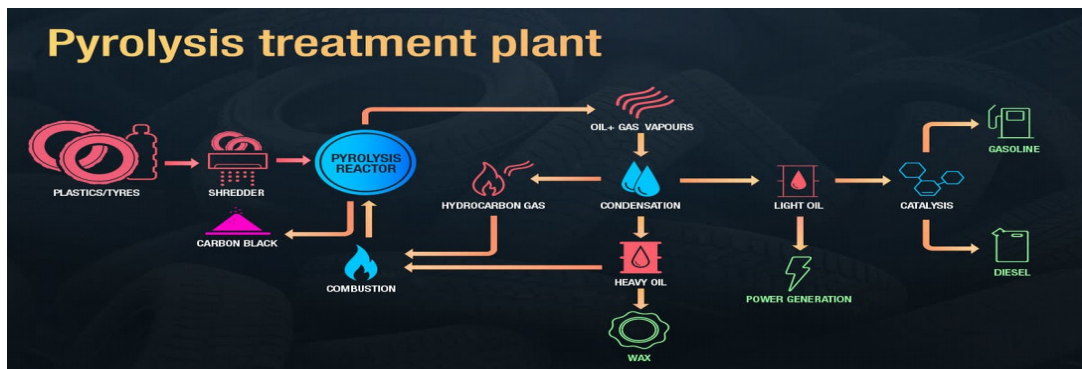 Pyrolysis treatment plant
OIL+ GAS VAPOURS
GASOLINE
PYROLYSIS
REACTOR
PLASTICS/TYRES
SHREDDER
HYDROCARBON GAS
CONDENSATION
LIGHT OIL
CATALYSIS
CARBON BLACK
COMBUSTION
HEAVY OIL
DIESEL
POWER GENERATION
WAX